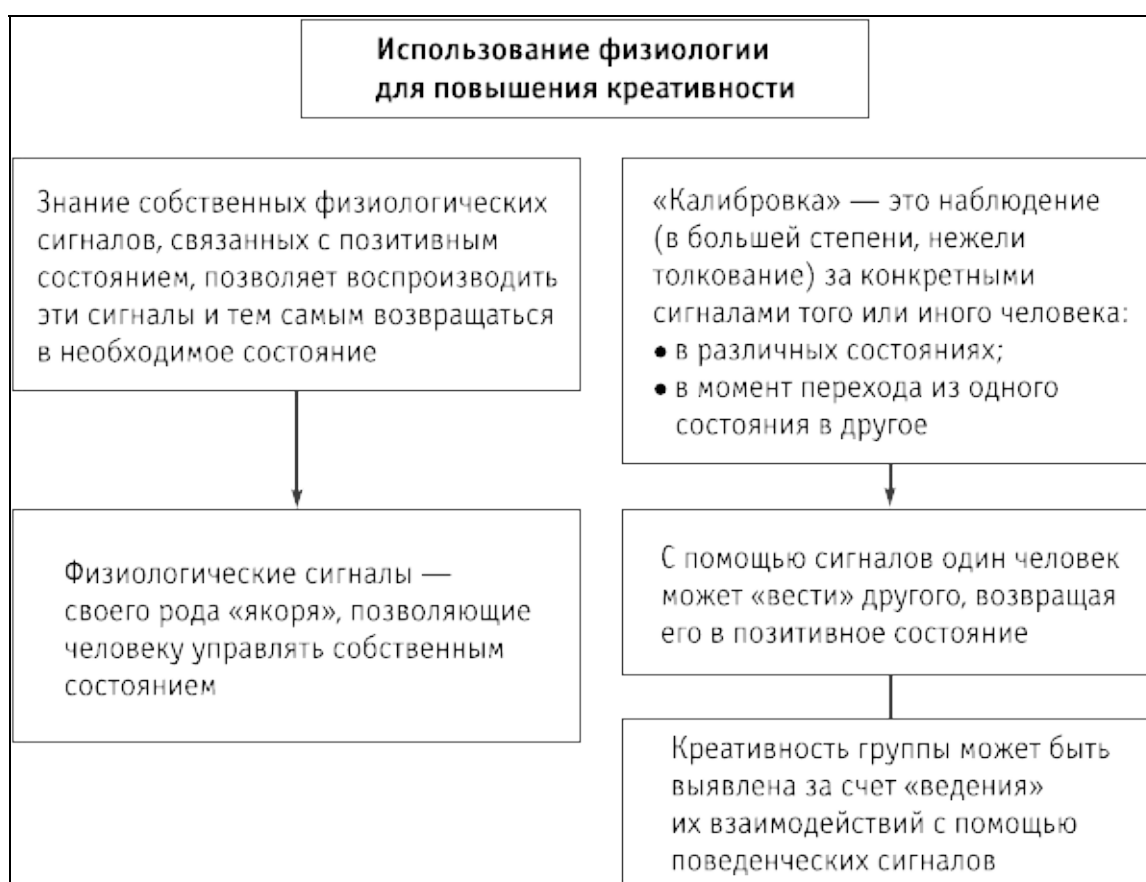 Использование физиологии
для повышения креативности
Знание собственных физиологических
сигналов, связанных с позитивным
состоянием, позволяет воспроизводить
эти сигналы и тем самым возвращаться
в необходимое состояние
Физиологические сигналы —
своего рода «якоря», позволяющие
человеку управлять собственным
состоянием
«Калибровка» — это наблюдение
(в большей степени, нежели
толкование) за конкретными
сигналами того или иного человека:
• в различных состояниях;
• в момент перехода из одного
состояния в другое
С помощью сигналов один человек
может «вести» другого, возвращая
его в позитивное состояние
Креативность группы может быть
выявлена за счет «ведения»
их взаимодействий с помощью
поведенческих сигналов